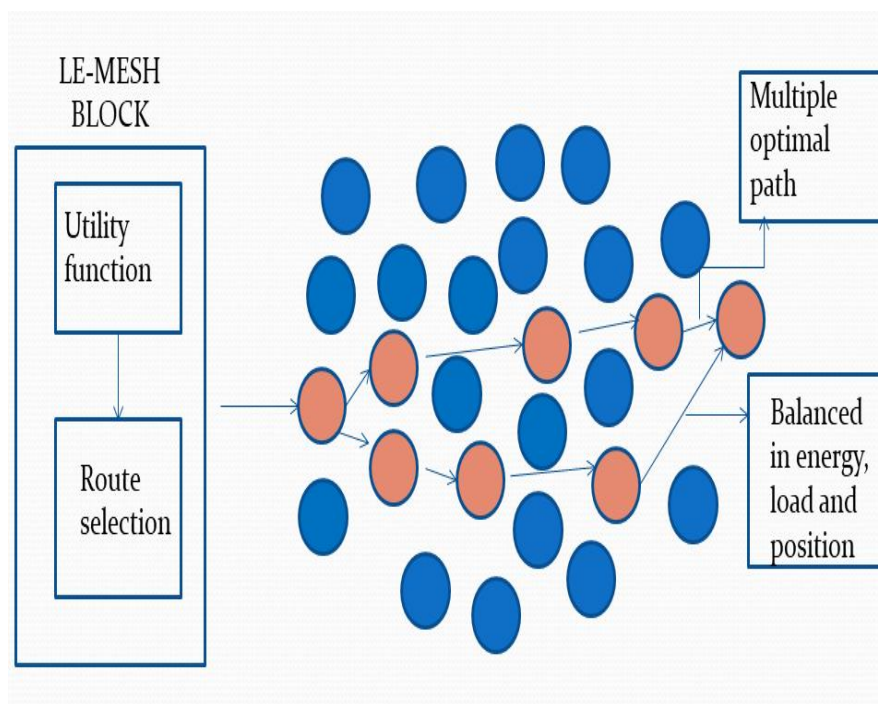 LE-MESH
BLOCK
Utility
function
Route
selection
Multiple
optimal
path
Balanced
in energy,
load and
position